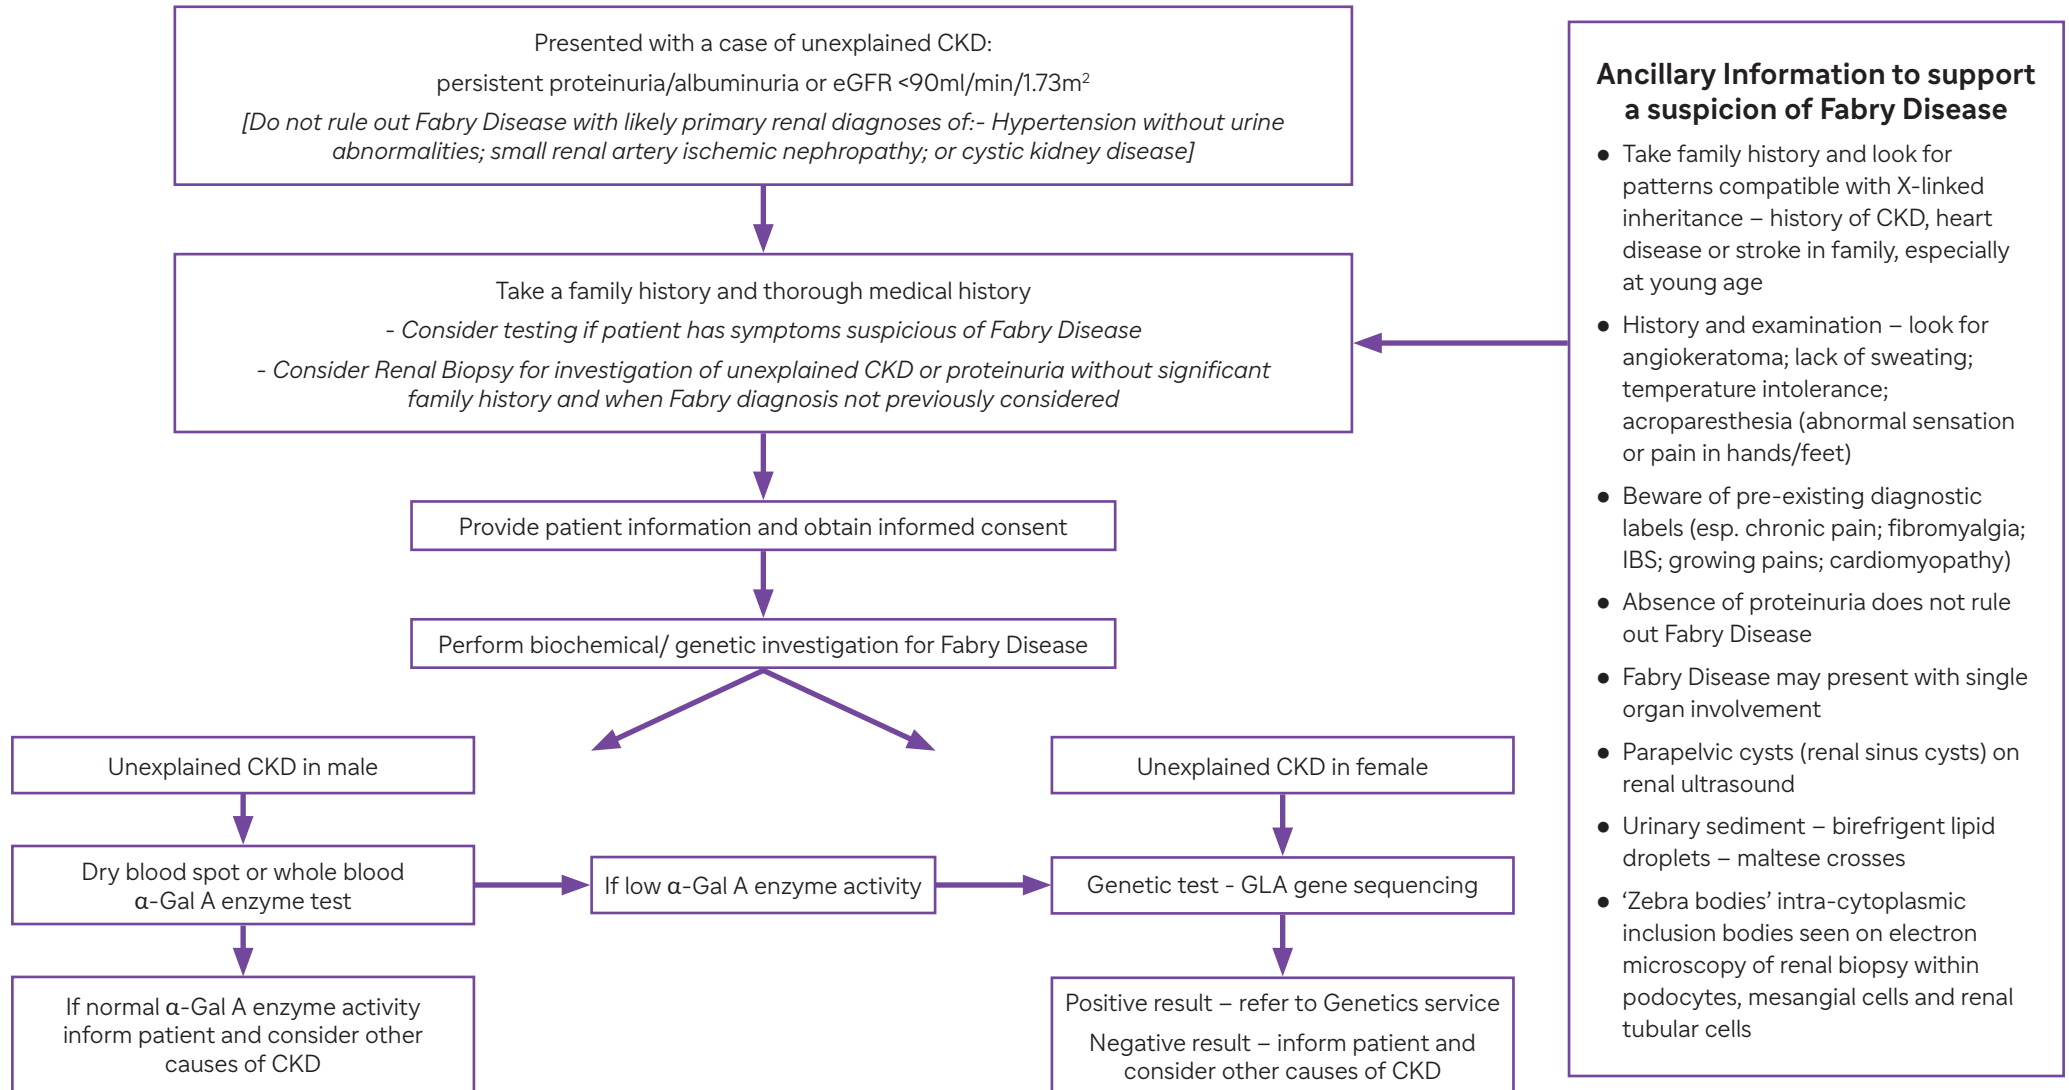 Presented with a case of unexplained CKD:
persistent proteinuria/albuminuria or eGFR <90ml/min/1.73m²
[Do not rule out Fabry Disease with likely primary renal diagnoses of:- Hypertension without urine
abnormalities; small renal artery ischemic nephropathy; or cystic kidney disease]
Take a family history and thorough medical history
- Consider testing if patient has symptoms suspicious of Fabry Disease
- Consider Renal Biopsy for investigation of unexplained CKD or proteinuria without significant
family history and when Fabry diagnosis not previously considered
Provide patient information and obtain informed consent
Perform biochemical/ genetic investigation for Fabry Disease
Unexplained CKD in male
Dry blood spot or whole blood
α-Gal A enzyme test
If normal α-Gal A enzyme activity
inform patient and consider other
causes of CKD
If low α-Gal A enzyme activity
Unexplained CKD in female
Genetic test - GLA gene sequencing
Positive result – refer to Genetics service
Negative result – inform patient and
consider other causes of CKD
Ancillary Information to support
a suspicion of Fabry Disease
● Take family history and look for
patterns compatible with X-linked
inheritance – history of CKD, heart
disease or stroke in family, especially
at young age
● History and examination – look for
angiokeratoma; lack of sweating;
temperature intolerance;
acroparesthesia (abnormal sensation
or pain in hands/feet)
● Beware of pre-existing diagnostic
labels (esp. chronic pain; fibromyalgia;
IBS; growing pains; cardiomyopathy)
● Absence of proteinuria does not rule
out Fabry Disease
● Fabry Disease may present with single
organ involvement
● Parapelvic cysts (renal sinus cysts) on
renal ultrasound
● Urinary sediment – birefrigent lipid
droplets – maltese crosses
● ‘Zebra bodies’ intra-cytoplasmic
inclusion bodies seen on electron
microscopy of renal biopsy within
podocytes, mesangial cells and renal
tubular cells